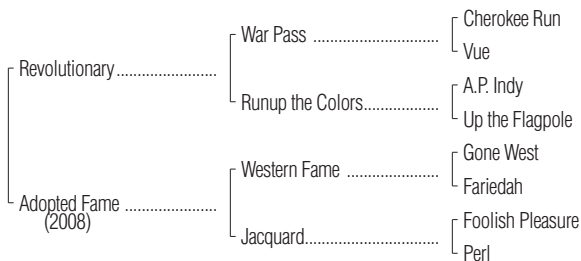 Cherokee Run
War Pass ..............................
Vue
Revolutionary........................
A.P. Indy
Runup the Colors..................
Up the Flagpole
Gone West
Western Fame ......................
Fariedah
Adopted Fame ......................
(2008)
Foolish Pleasure
Jacquard................................
Perl